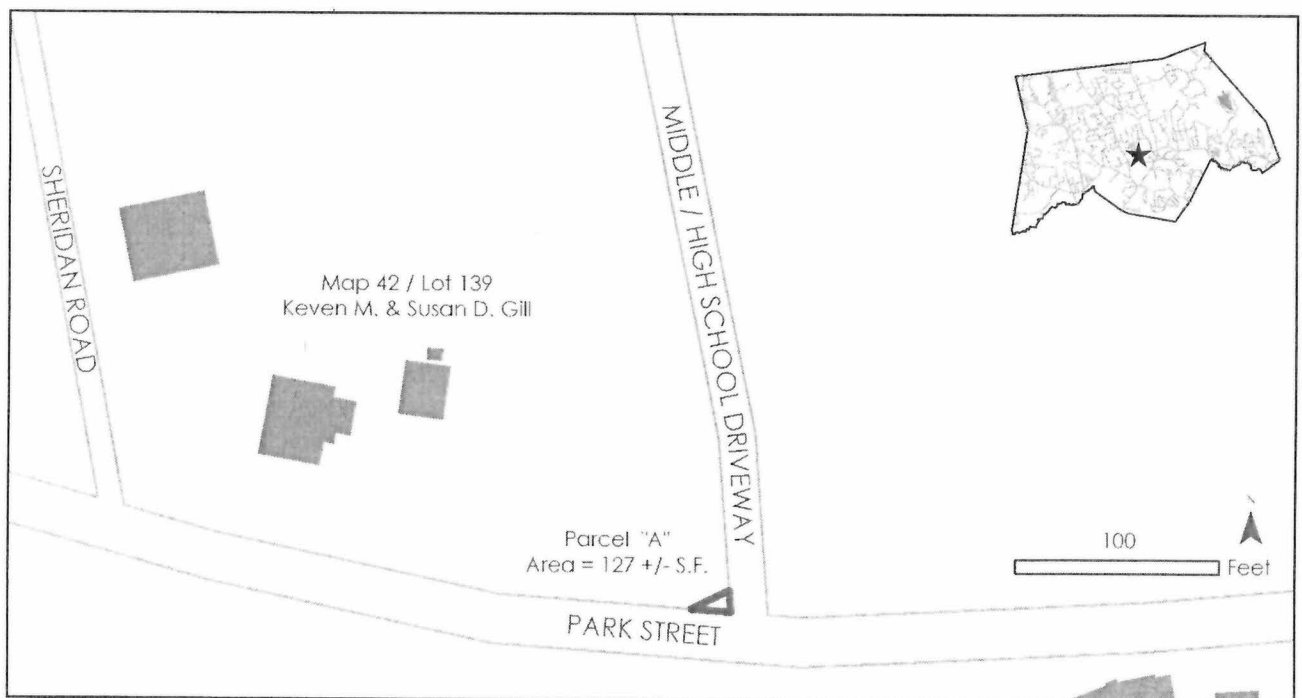 SHERIDAN ROAD
MIDDLE / HIGH SCHOOL DRIVEWAY
Map 42 / Lot 139
Keven M. & Susan D. Gill
Parcel "A"
Area = 127 +/- S.F.
PARK STREET
N
100
Feet